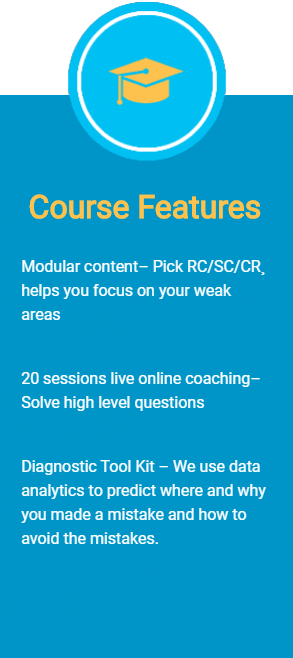 Course Features
Modular content– Pick RC/SC/CR¸
helps you focus on your weak
areas
20 sessions live online coaching–
Solve high level questions
Diagnostic Tool Kit – We use data
analytics to predict where and why
you made a mistake and how to
avoid the mistakes.